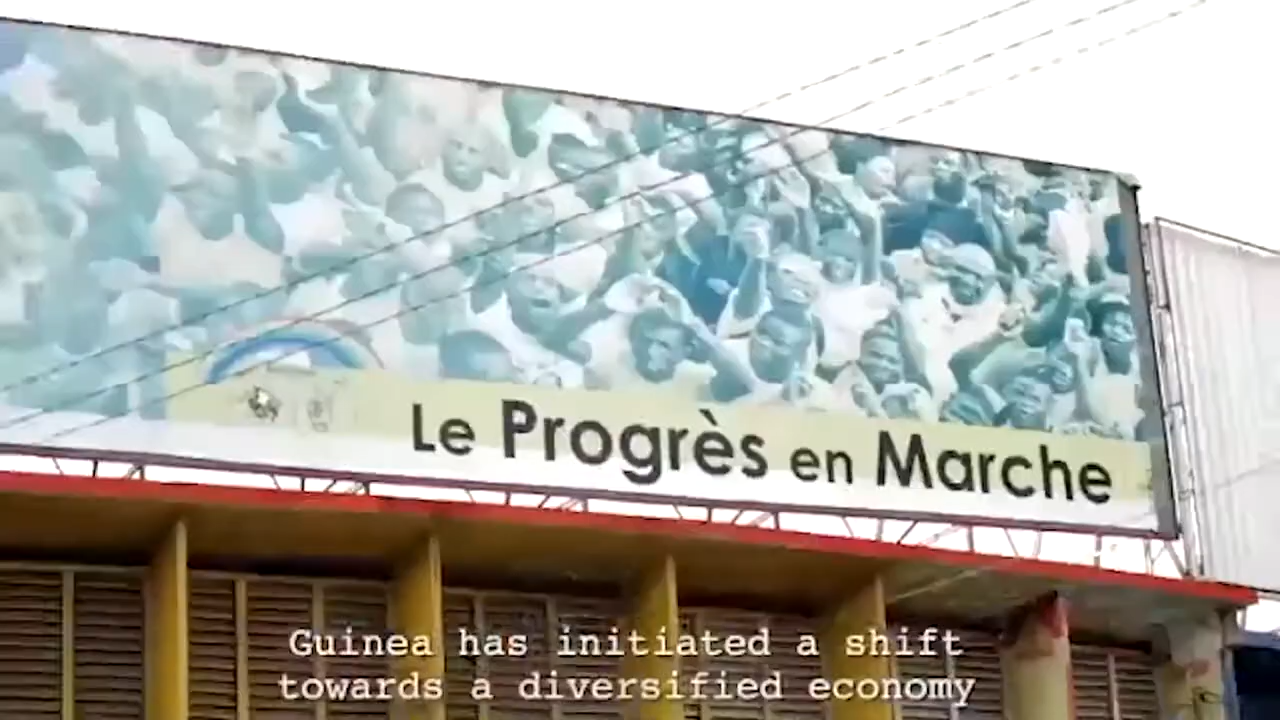 Le Progrès en Marche
Guinea has initiated a shift
towards a diversified economy